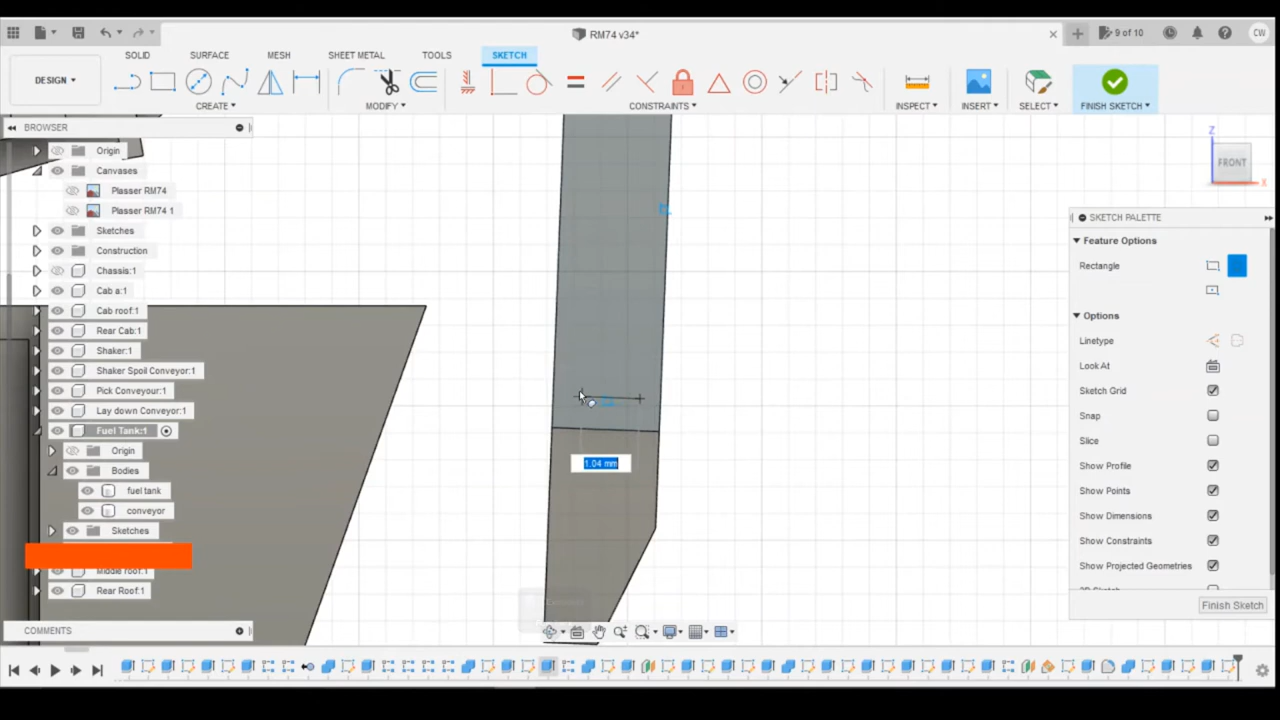 RM74 v34*
9 of 10
CW
DESIGN
SOLID
SURFACE
MESH
SHEET METAL
TOOLS
SKETCH
CREATE
MODIFY
CONSTRAINTS
INSPECT
INSERT
SELECT
FINISH SKETCH
BROWSER
Origin
Canvases
Plasser RM74
Plasser RM74 1
Sketches
Construction
Chassis:1
Cab a:1
Cab roof:1
Rear Cab:1
Shaker:1
Shaker Spoil Conveyor:1
Pick Conveyour:1
Lay down Conveyor:1
Fuel Tank:1
Origin
Bodies
fuel tank
conveyor
Sketches
Middle roof:1
Rear Roof:1
COMMENTS
1.04 mm
Z
FRONT
X
SKETCH PALETTE
Feature Options
Rectangle
Options
Linetype
Look At
Sketch Grid
Snap
Slice
Show Profile
Show Points
Show Dimensions
Show Constraints
Show Projected Geometries
Finish Sketch